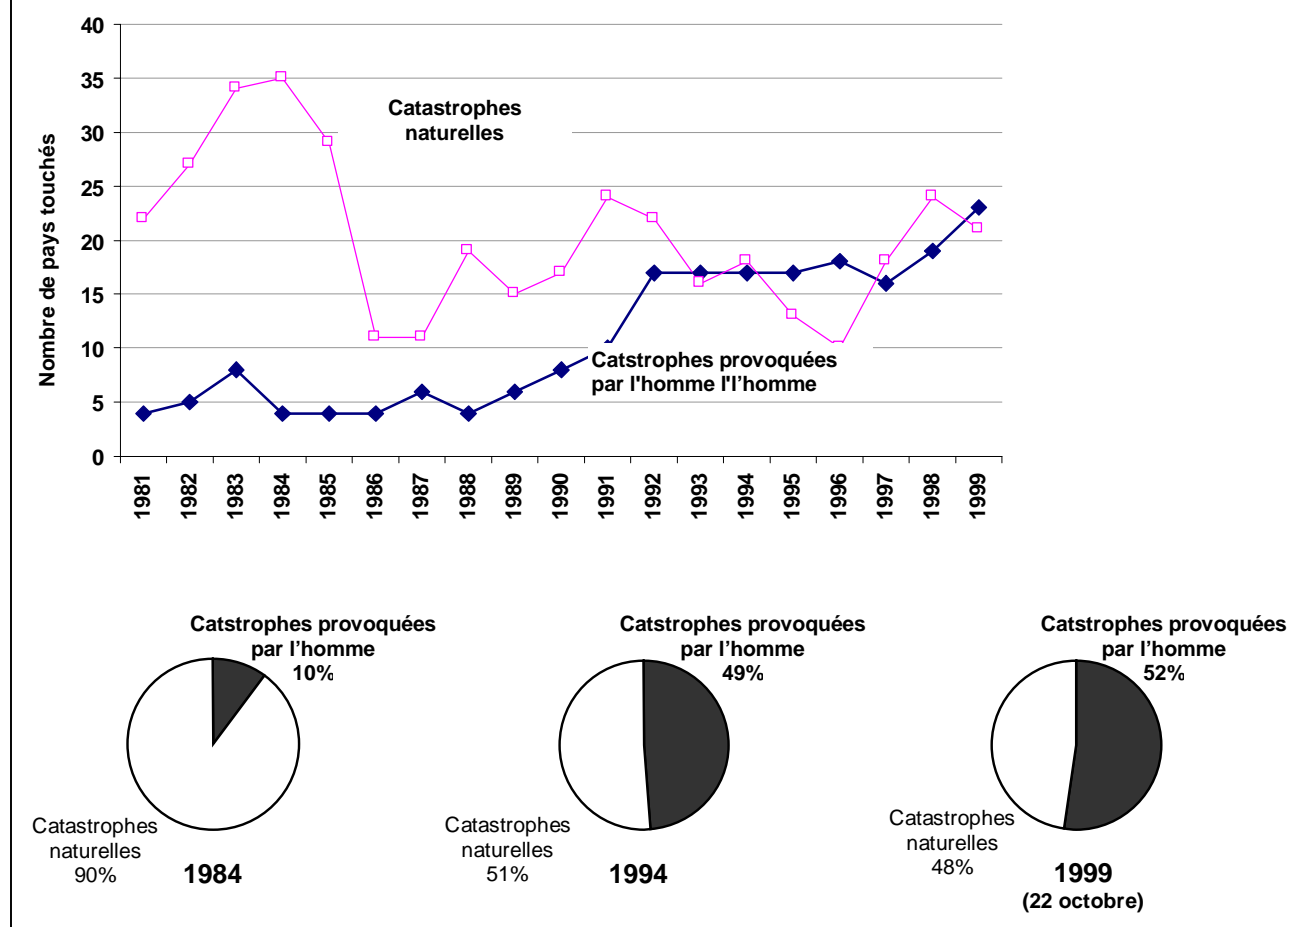 40
35
30
25
20
15
10
5
0
Nombre de pays touchés
Catastrophes
naturelles
Catstrophes provoquées
par l'homme l'l’homme
1981
1982
1983
1984
1985
1986
1987
1988
1989
1990
1991
1992
1993
1994
1995
1996
1997
1998
1999
Catstrophes provoquées
par l’homme
10%
Catastrophes
naturelles
90%
1984
Catstrophes provoquées
par l’homme
49%
Catastrophes
naturelles
51%
1994
Catstrophes provoquées
par l’homme
52%
Catastrophes
naturelles
48%
1999
(22 octobre)